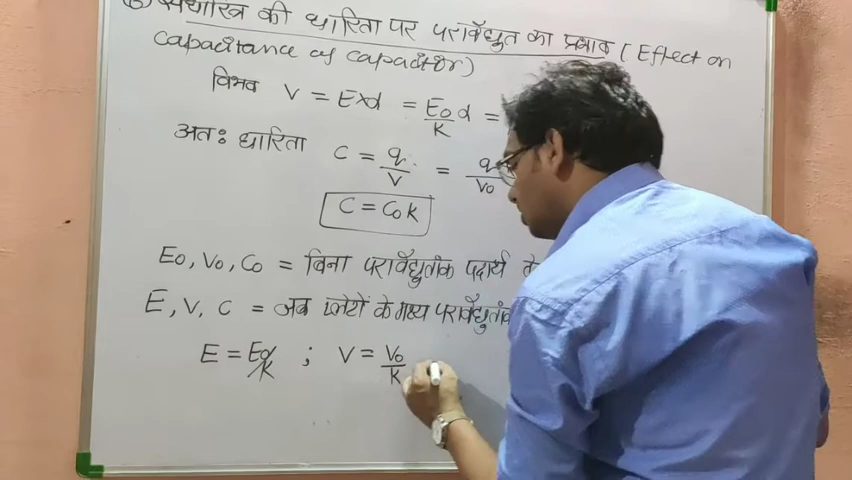 संधारित्र की धारिता पर परावैद्युत का प्रभाव ( Effect on
Capacitance of Capacitor)
विभव V = E×d = E₀/K d =
अतः धारिता C = q/V = q/V₀
C = C₀K
E₀, V₀, C₀ = बिना परावैद्युतांक पदार्थ के
E, V, C = जब प्लेटों के मध्य परावैद्युतांक
E = E₀/K ; V = V₀/K